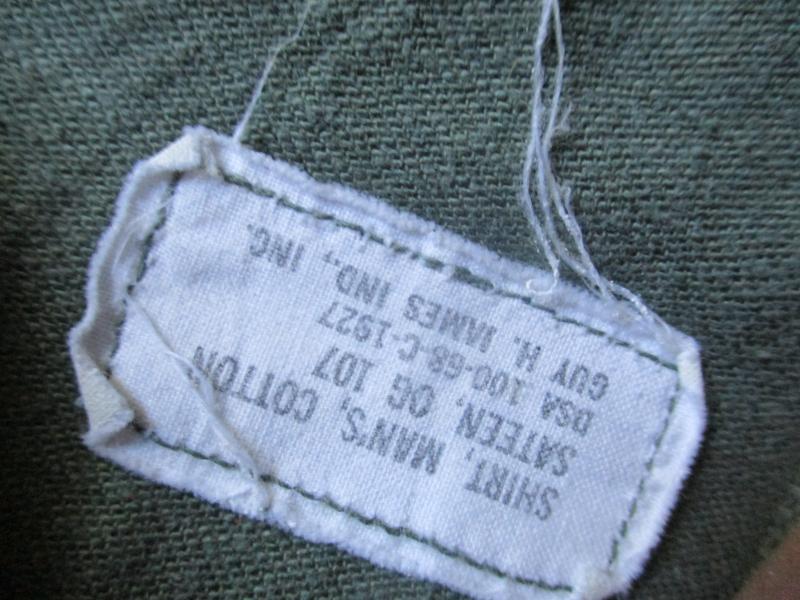 SHIRT, MAN'S, COTTON
SATEEN, OG 107
DSA 100-68-C-1927
GUY H. JAMES IND., INC.